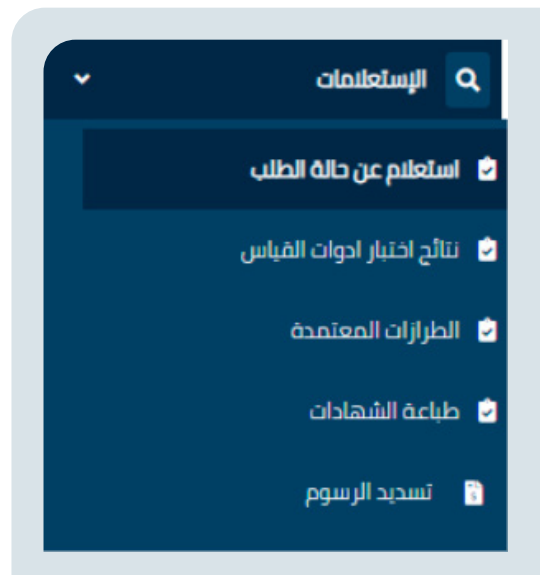 الإستعلامات
استعلام عن حالة الطلب
نتائج اختبار ادوات القياس
الطرازات المعتمدة
طباعة الشهادات
تسديد الرسوم